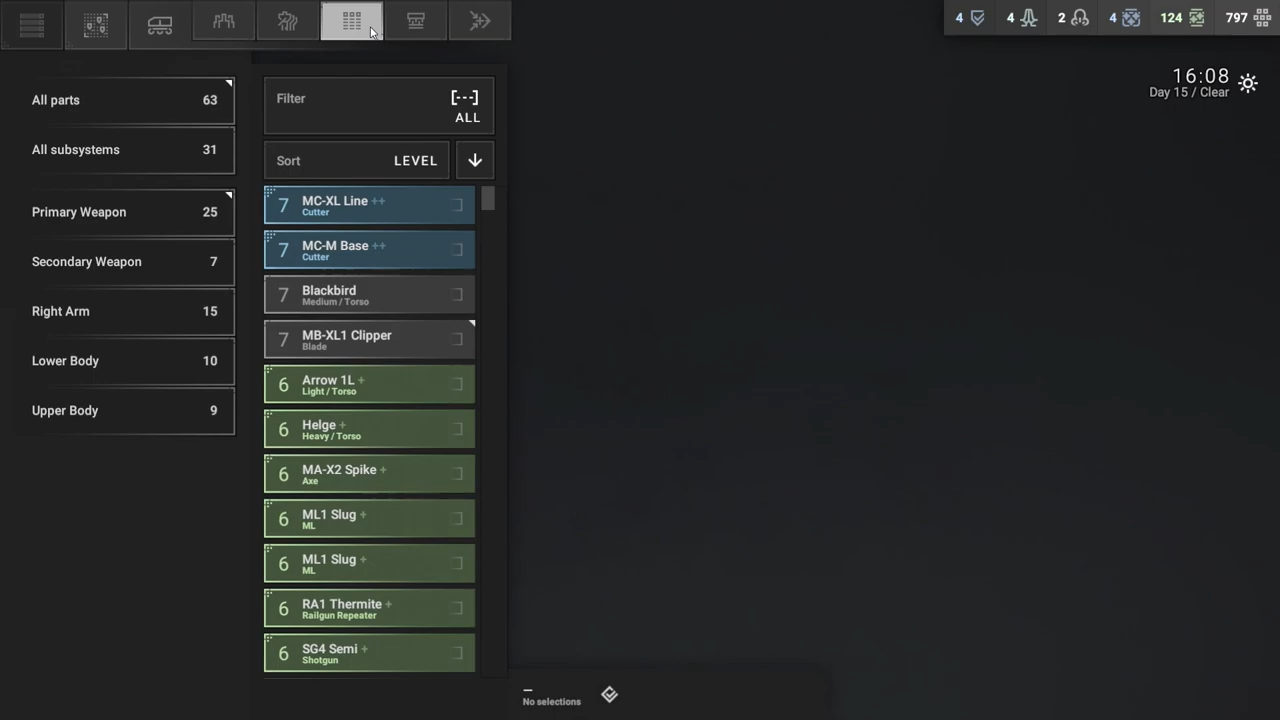 4 4 2 4 124 797
16:08
Day 15 / Clear
All parts 63
All subsystems 31
Primary Weapon 25
Secondary Weapon 7
Right Arm 15
Lower Body 10
Upper Body 9
Filter [---]
ALL
Sort LEVEL
7 MC-XL Line ++
Cutter
7 MC-M Base ++
Cutter
7 Blackbird
Medium / Torso
7 MB-XL1 Clipper
Blade
6 Arrow 1L +
Light / Torso
6 Helge +
Heavy / Torso
6 MA-X2 Spike +
Axe
6 ML1 Slug +
ML
6 ML1 Slug +
ML
6 RA1 Thermite +
Railgun Repeater
6 SG4 Semi +
Shotgun
–
No selections